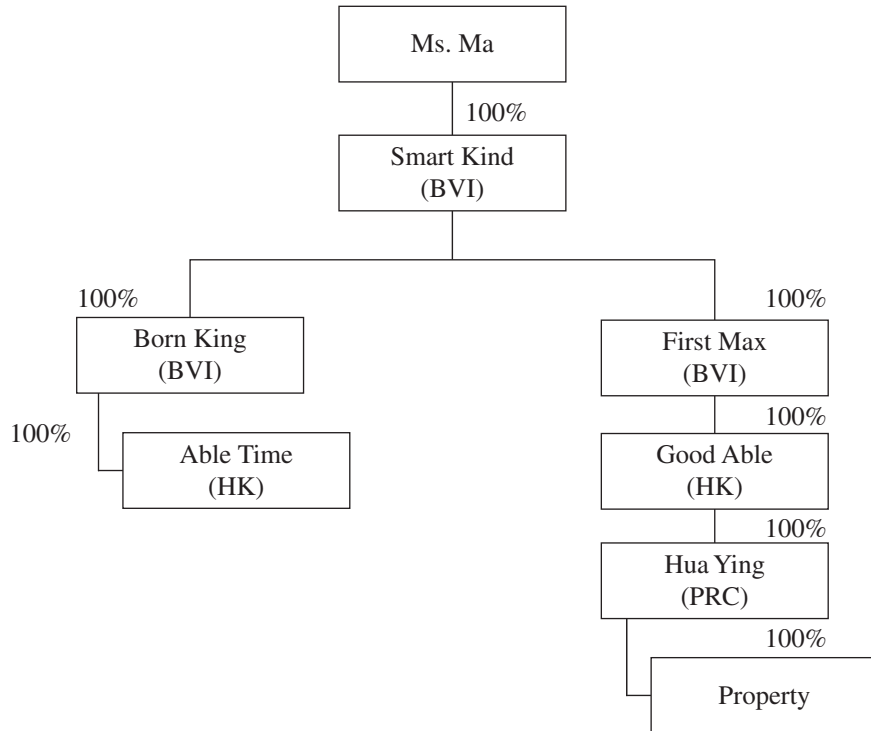 Ms. Ma
100%
Smart Kind
(BVI)
100%
100%
Born King
(BVI)
First Max
(BVI)
100%
100%
Able Time
(HK)
Good Able
(HK)
100%
Hua Ying
(PRC)
100%
Property